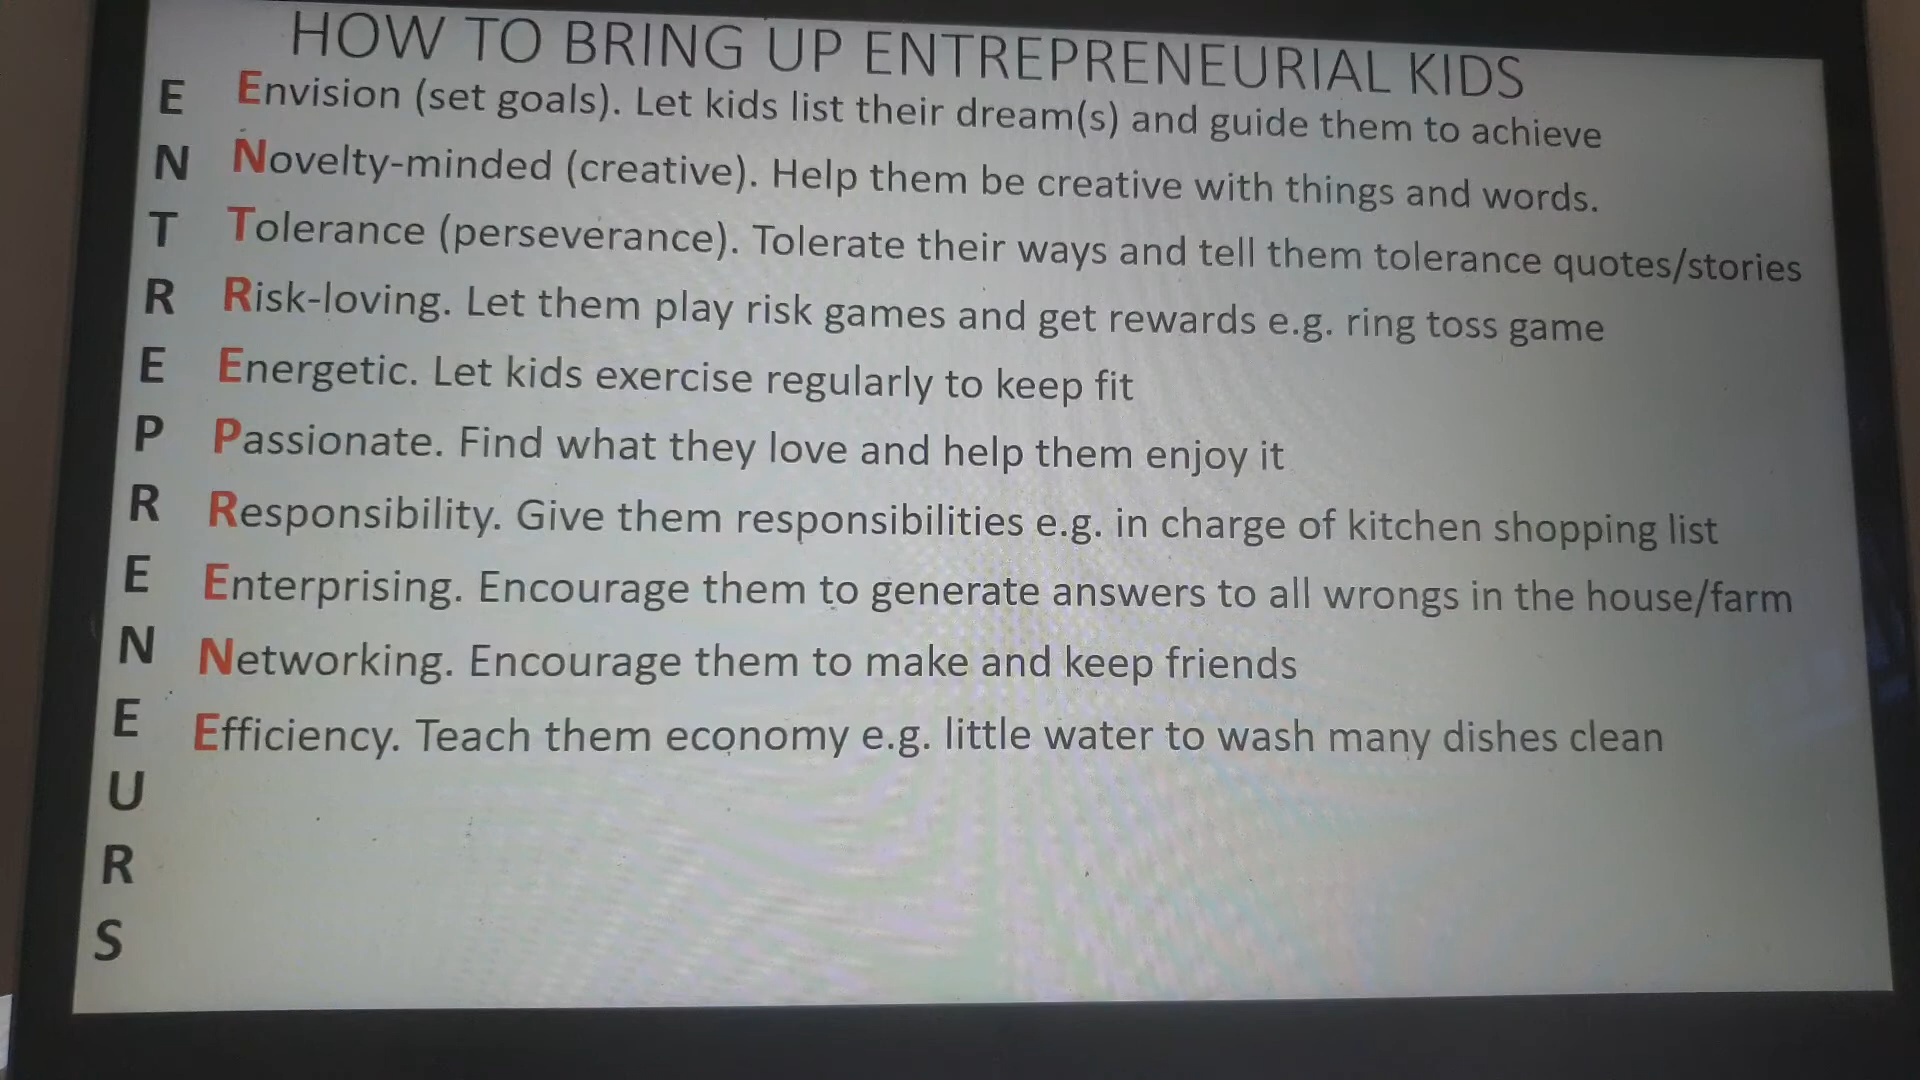 HOW TO BRING UP ENTREPRENEURIAL KIDS
E Envision (set goals). Let kids list their dream(s) and guide them to achieve
N Novelty-minded (creative). Help them be creative with things and words.
T Tolerance (perseverance). Tolerate their ways and tell them tolerance quotes/stories
R Risk-loving. Let them play risk games and get rewards e.g. ring toss game
E Energetic. Let kids exercise regularly to keep fit
P Passionate. Find what they love and help them enjoy it
R Responsibility. Give them responsibilities e.g. in charge of kitchen shopping list
E Enterprising. Encourage them to generate answers to all wrongs in the house/farm
N Networking. Encourage them to make and keep friends
E Efficiency. Teach them economy e.g. little water to wash many dishes clean
U
R
S